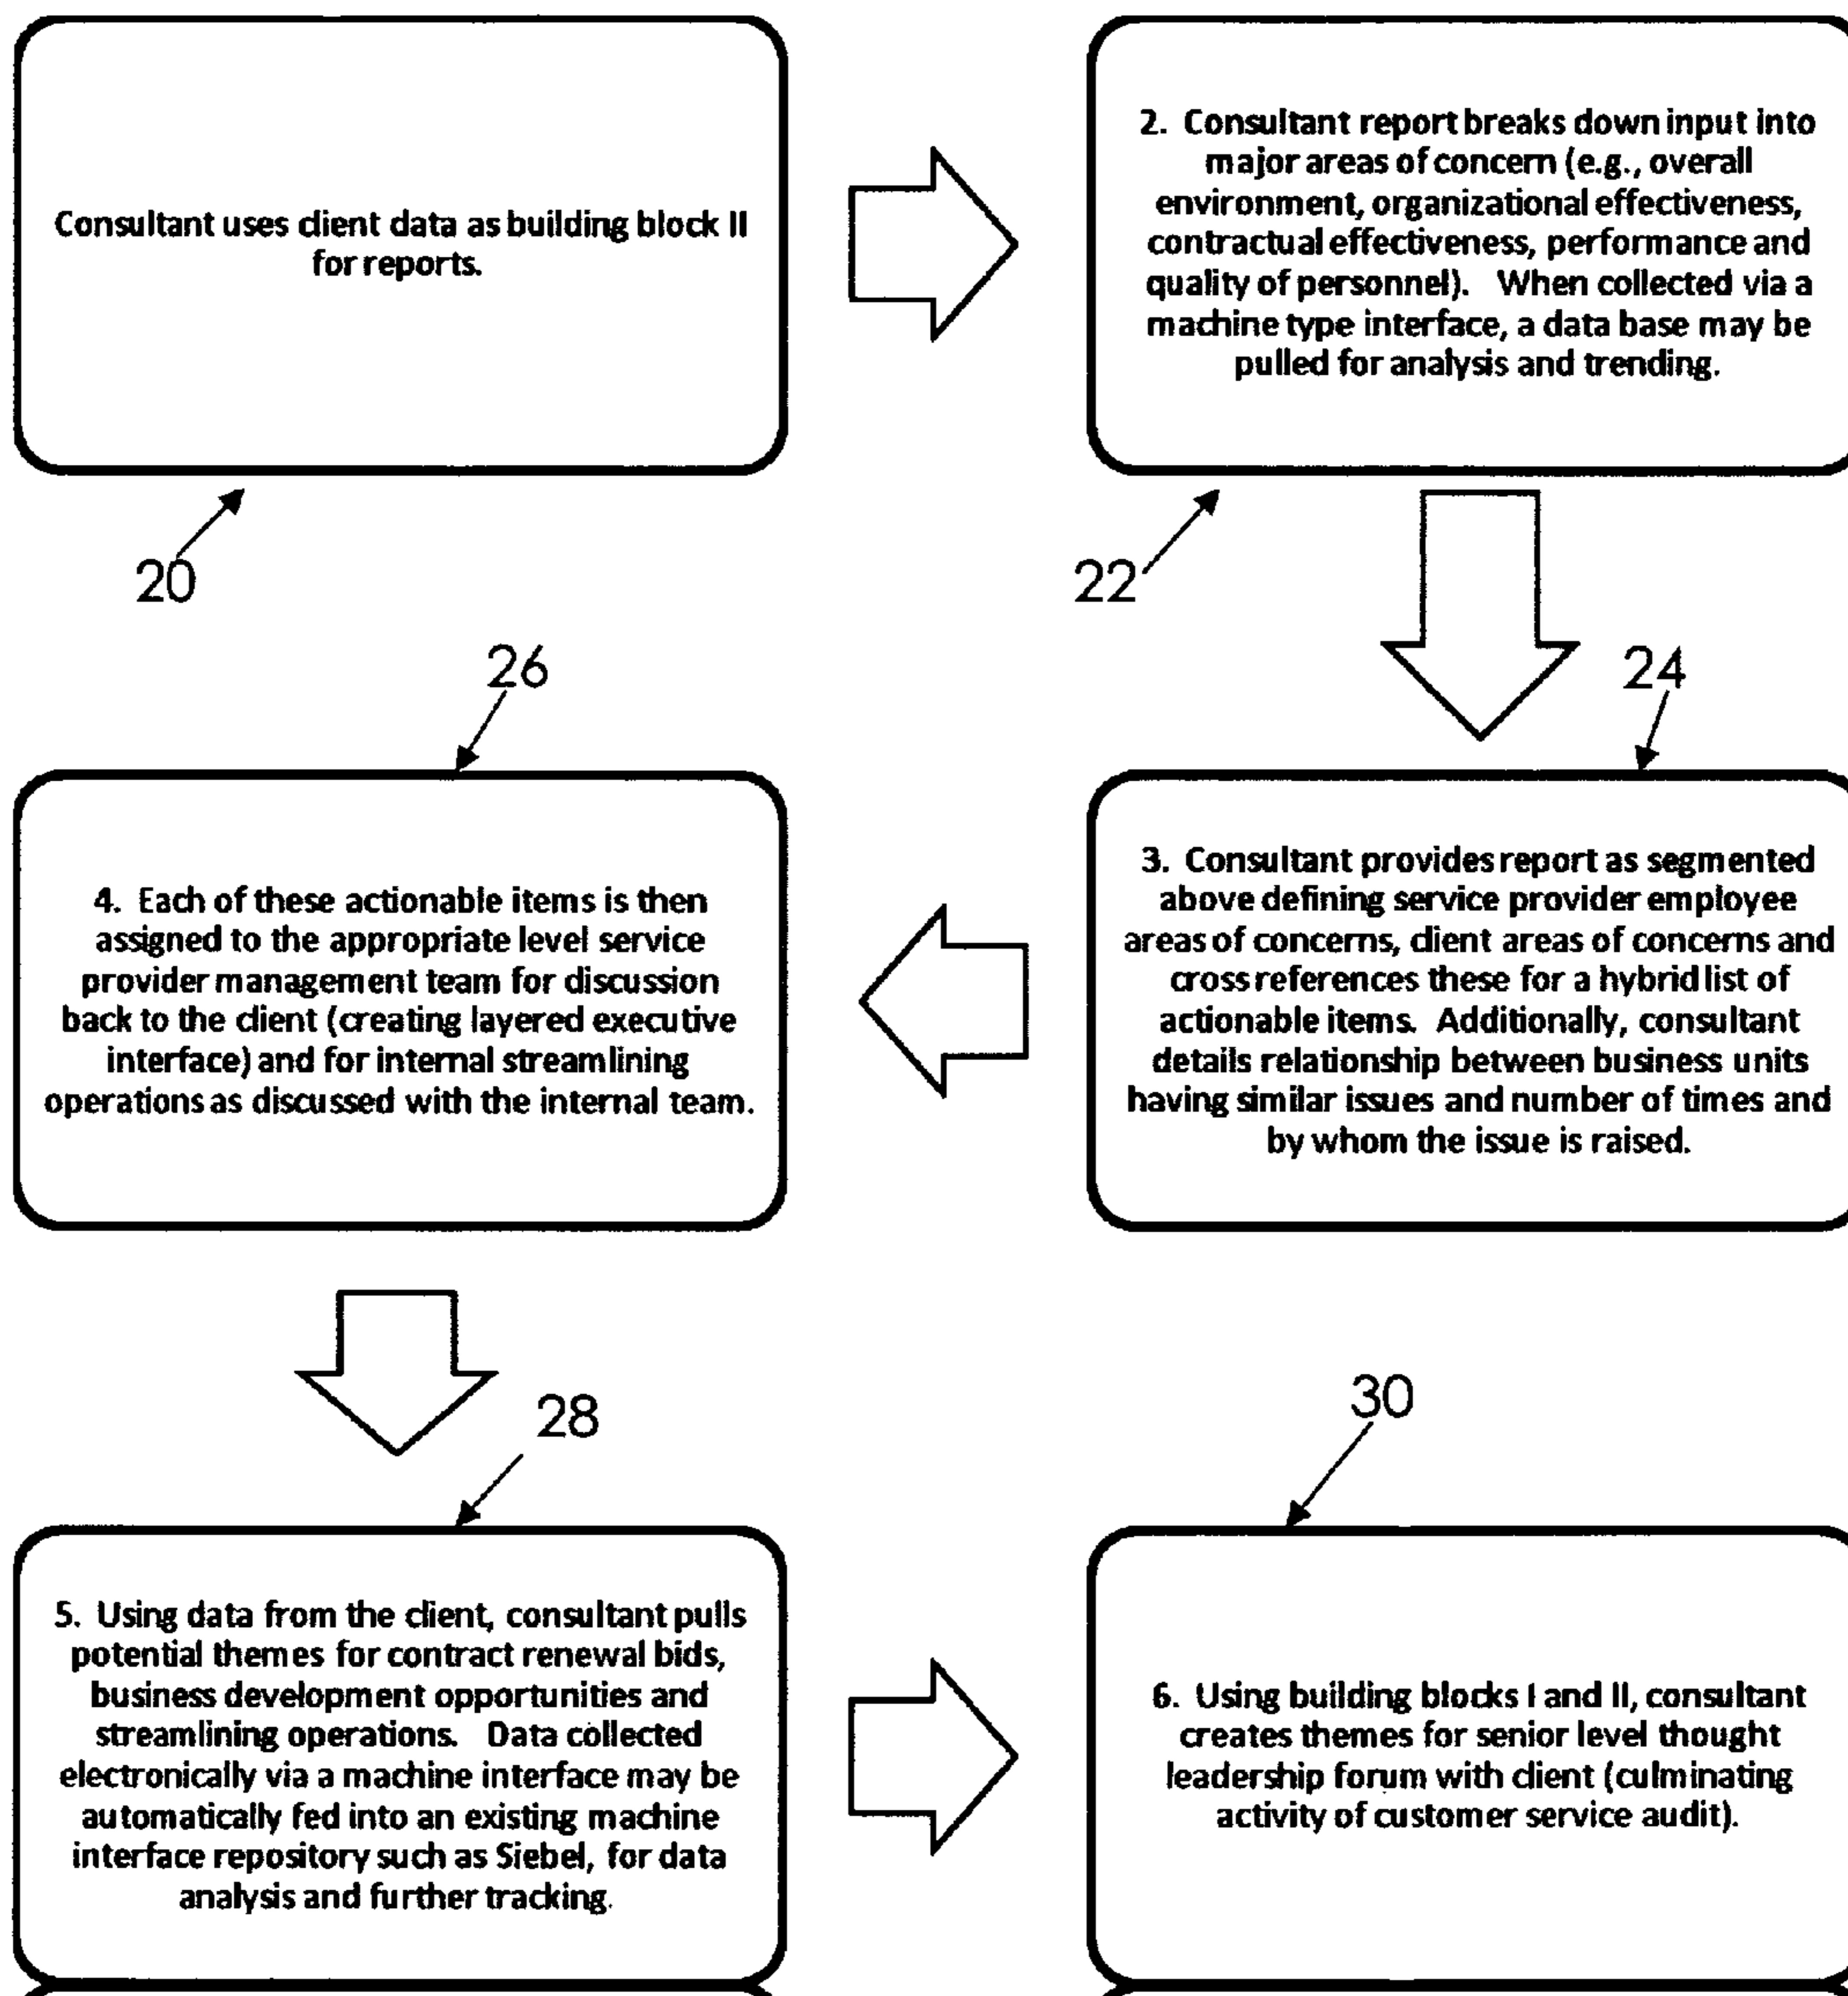 Consultant uses client data as building block II
for reports.
20
2. Consultant report breaks down input into
major areas of concern (e.g., overall
environment, organizational effectiveness,
contractual effectiveness, performance and
quality of personnel). When collected via a
machine type interface, a data base may be
pulled for analysis and trending.
22
24
3. Consultant provides report as segmented
above defining service provider employee
areas of concerns, client areas of concerns and
cross references these for a hybrid list of
actionable items. Additionally, consultant
details relationship between business units
having similar issues and number of times and
by whom the issue is raised.
26
4. Each of these actionable items is then
assigned to the appropriate level service
provider management team for discussion
back to the client (creating layered executive
interface) and for internal streamlining
operations as discussed with the internal team.
28
5. Using data from the client, consultant pulls
potential themes for contract renewal bids,
business development opportunities and
streamlining operations. Data collected
electronically via a machine interface may be
automatically fed into an existing machine
interface repository such as Siebel, for data
analysis and further tracking.
30
6. Using building blocks I and II, consultant
creates themes for senior level thought
leadership forum with client (culminating
activity of customer service audit).